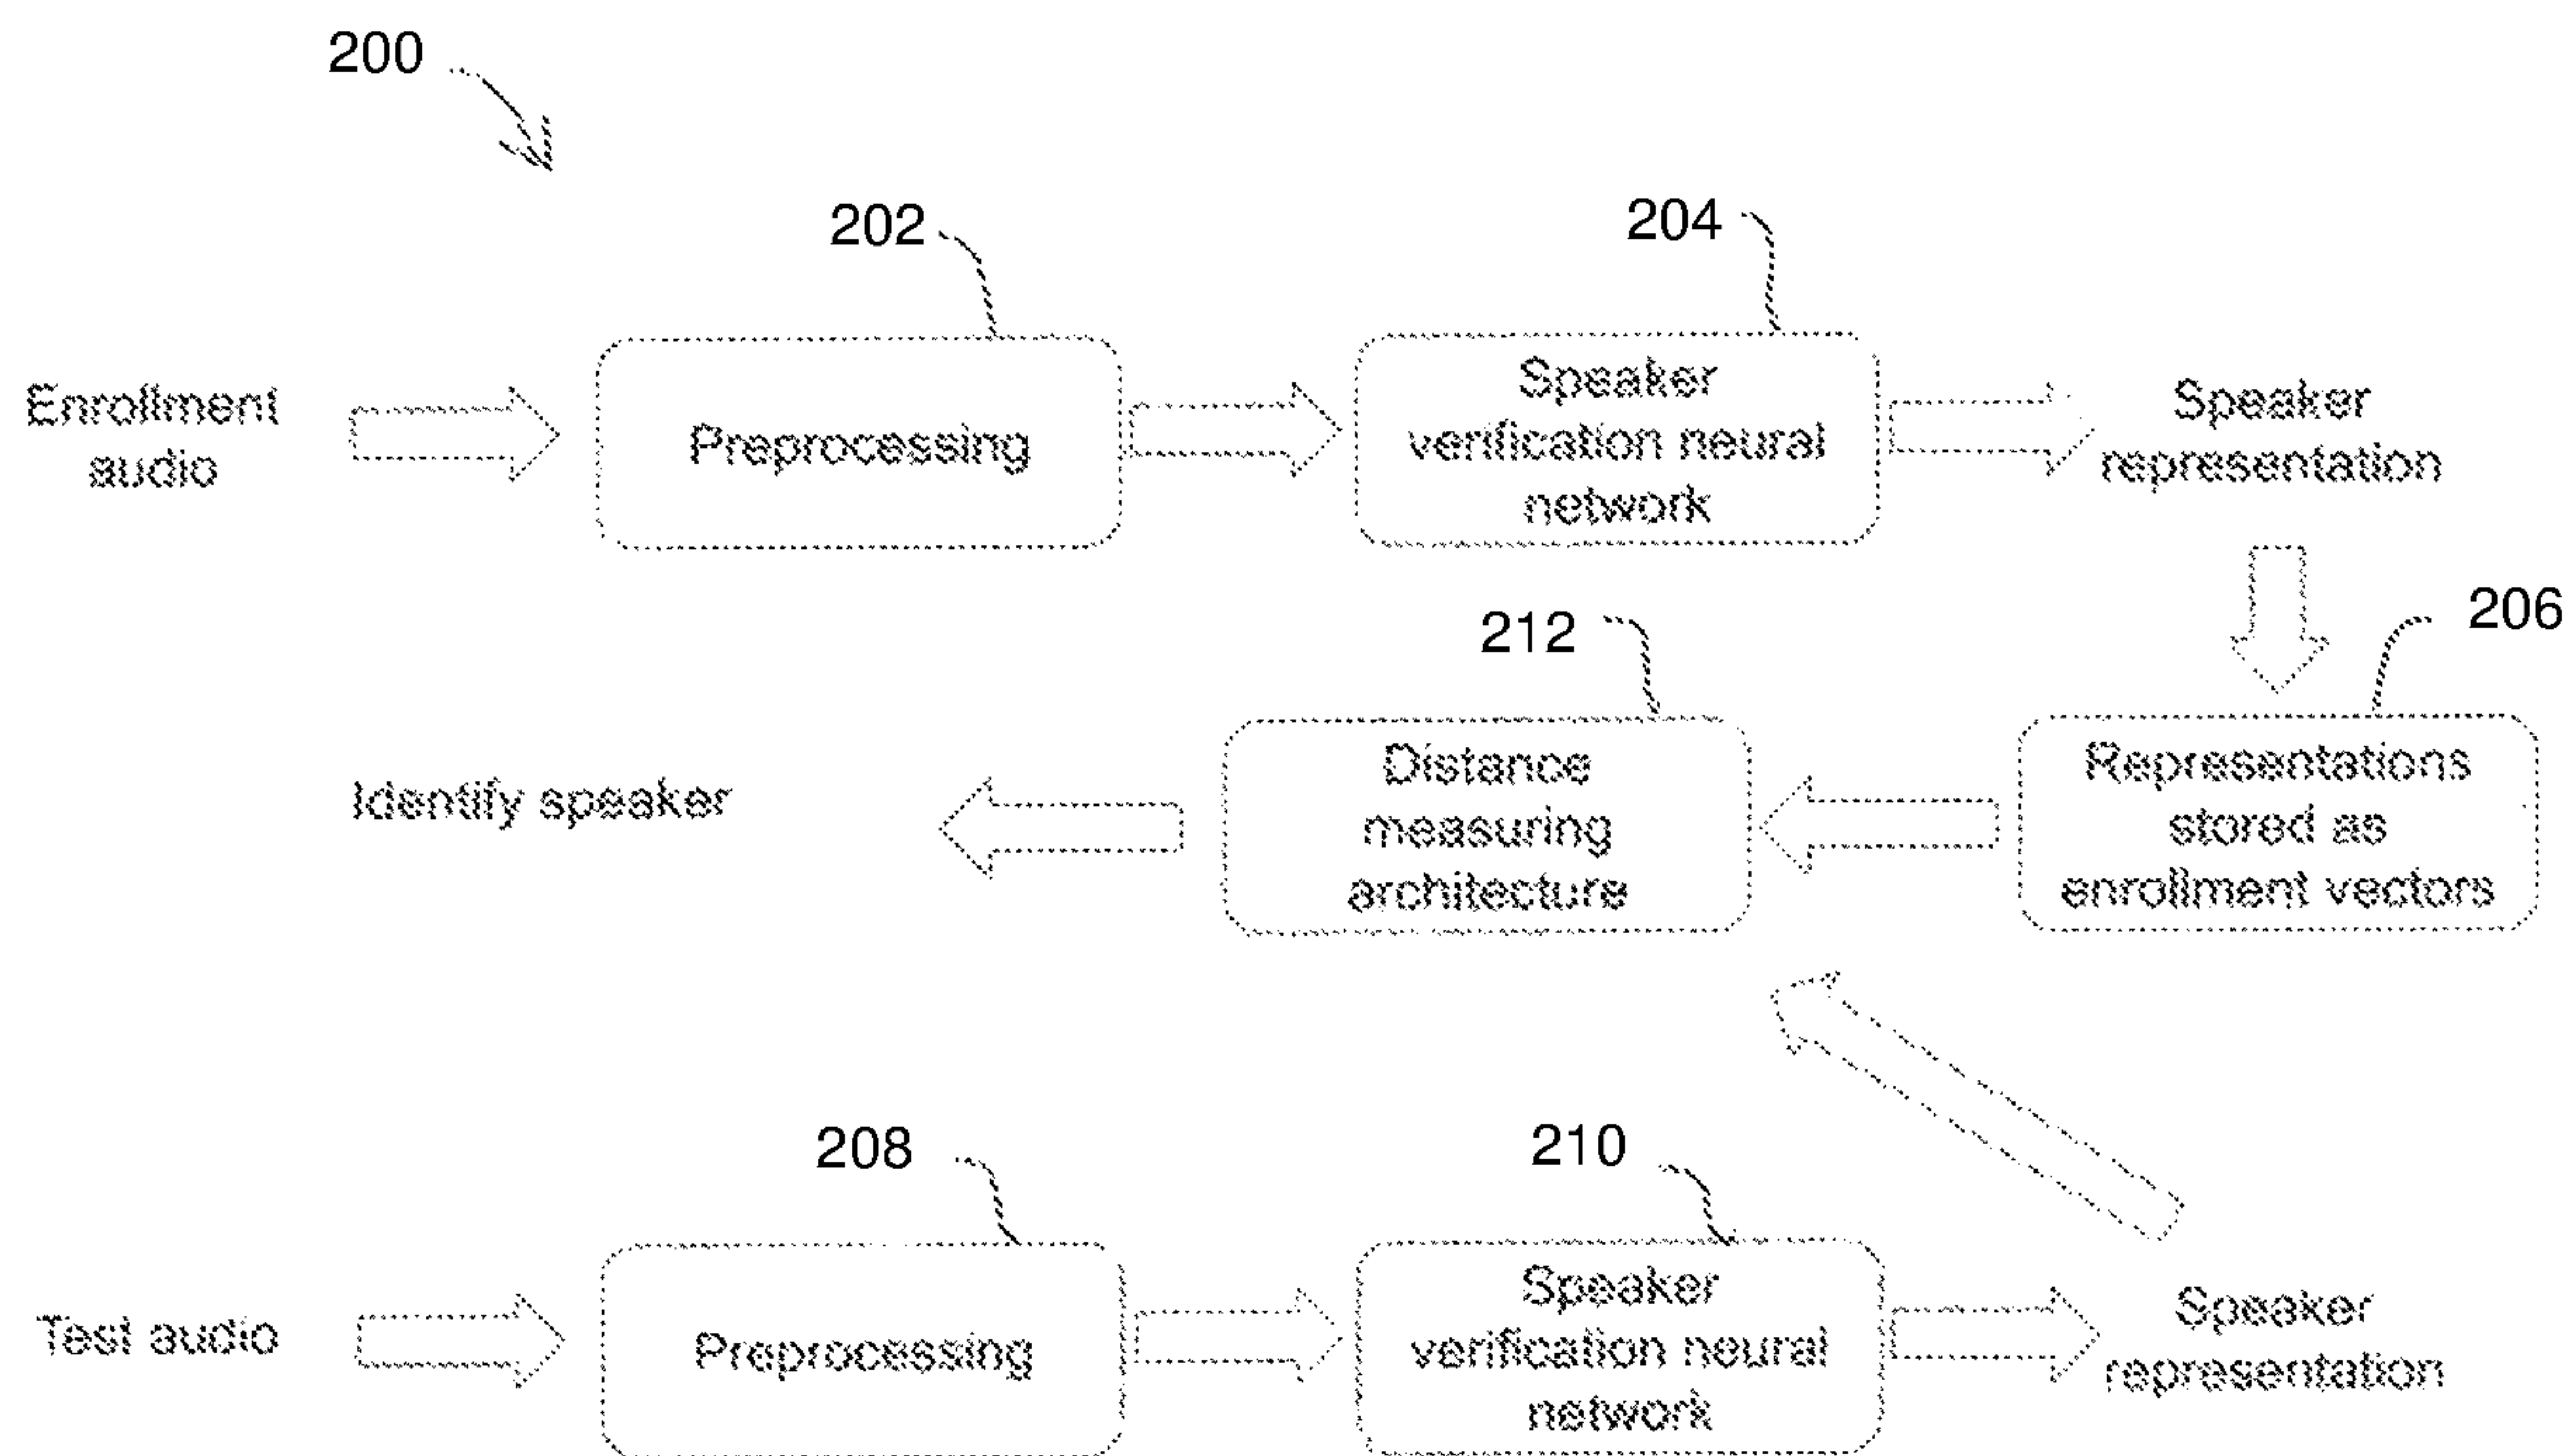 200
202
204
Enrollment
audio
Preprocessing
Speaker
verification neural
network
Speaker
representation
212
206
Identify speaker
Distance
measuring
architecture
Representations
stored as
enrollment vectors
208
210
Test audio
Preprocessing
Speaker
verification neural
network
Speaker
representation